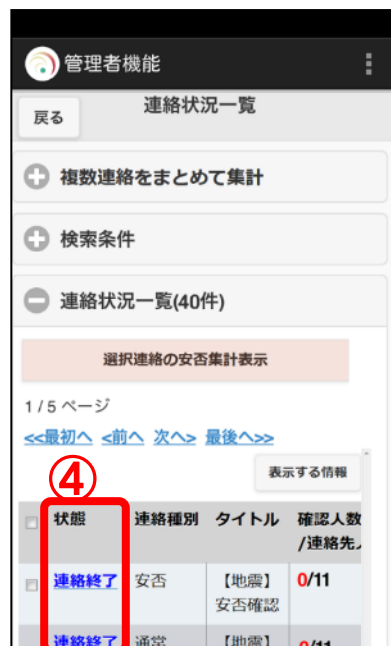 管理者機能
戻る
連絡状況一覧
複数連絡をまとめて集計
検索条件
連絡状況一覧(40件)
選択連絡の安否集計表示
1 / 5 ページ
<<最初へ <前へ 次へ> 最後へ>>
④
表示する情報
状態 連絡種別 タイトル 確認人数
/連絡先
連絡終了 安否 【地震】 0/11
安否確認
連絡終了 通常 【地震】 0/11